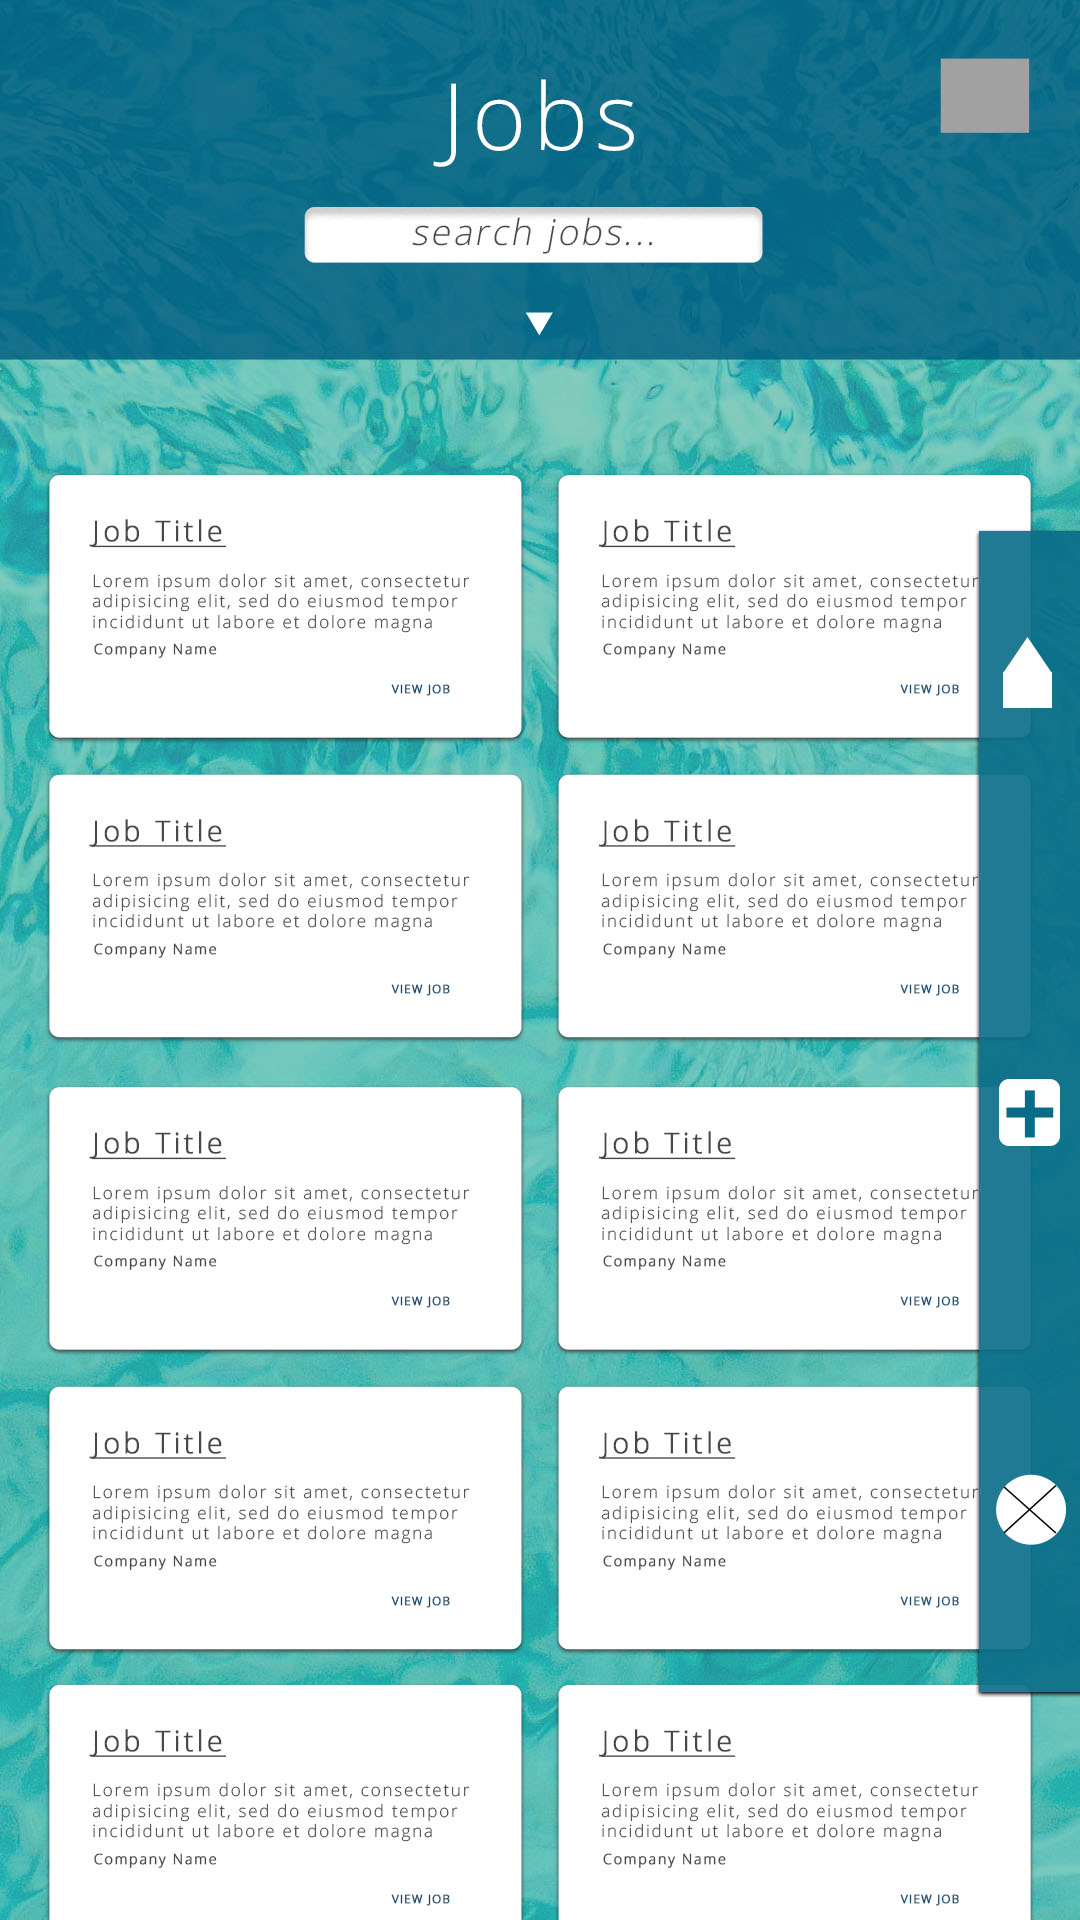 Jobs
search jobs...
Job Title
Lorem ipsum dolor sit amet, consectetur
adipisicing elit, sed do eiusmod tempor
incididunt ut labore et dolore magna
Company Name
VIEW JOB
Job Title
Lorem ipsum dolor sit amet, consectetur
adipisicing elit, sed do eiusmod tempor
incididunt ut labore et dolore magna
Company Name
VIEW JOB
Job Title
Lorem ipsum dolor sit amet, consectetur
adipisicing elit, sed do eiusmod tempor
incididunt ut labore et dolore magna
Company Name
VIEW JOB
Job Title
Lorem ipsum dolor sit amet, consectetur
adipisicing elit, sed do eiusmod tempor
incididunt ut labore et dolore magna
Company Name
VIEW JOB
Job Title
Lorem ipsum dolor sit amet, consectetur
adipisicing elit, sed do eiusmod tempor
incididunt ut labore et dolore magna
Company Name
VIEW JOB
Job Title
Lorem ipsum dolor sit amet, consectetur
adipisicing elit, sed do eiusmod tempor
incididunt ut labore et dolore magna
Company Name
VIEW JOB
Job Title
Lorem ipsum dolor sit amet, consectetur
adipisicing elit, sed do eiusmod tempor
incididunt ut labore et dolore magna
Company Name
VIEW JOB
Job Title
Lorem ipsum dolor sit amet, consectetur
adipisicing elit, sed do eiusmod tempor
incididunt ut labore et dolore magna
Company Name
VIEW JOB
Job Title
Lorem ipsum dolor sit amet, consectetur
adipisicing elit, sed do eiusmod tempor
incididunt ut labore et dolore magna
Company Name
VIEW JOB
Job Title
Lorem ipsum dolor sit amet, consectetur
adipisicing elit, sed do eiusmod tempor
incididunt ut labore et dolore magna
Company Name
VIEW JOB